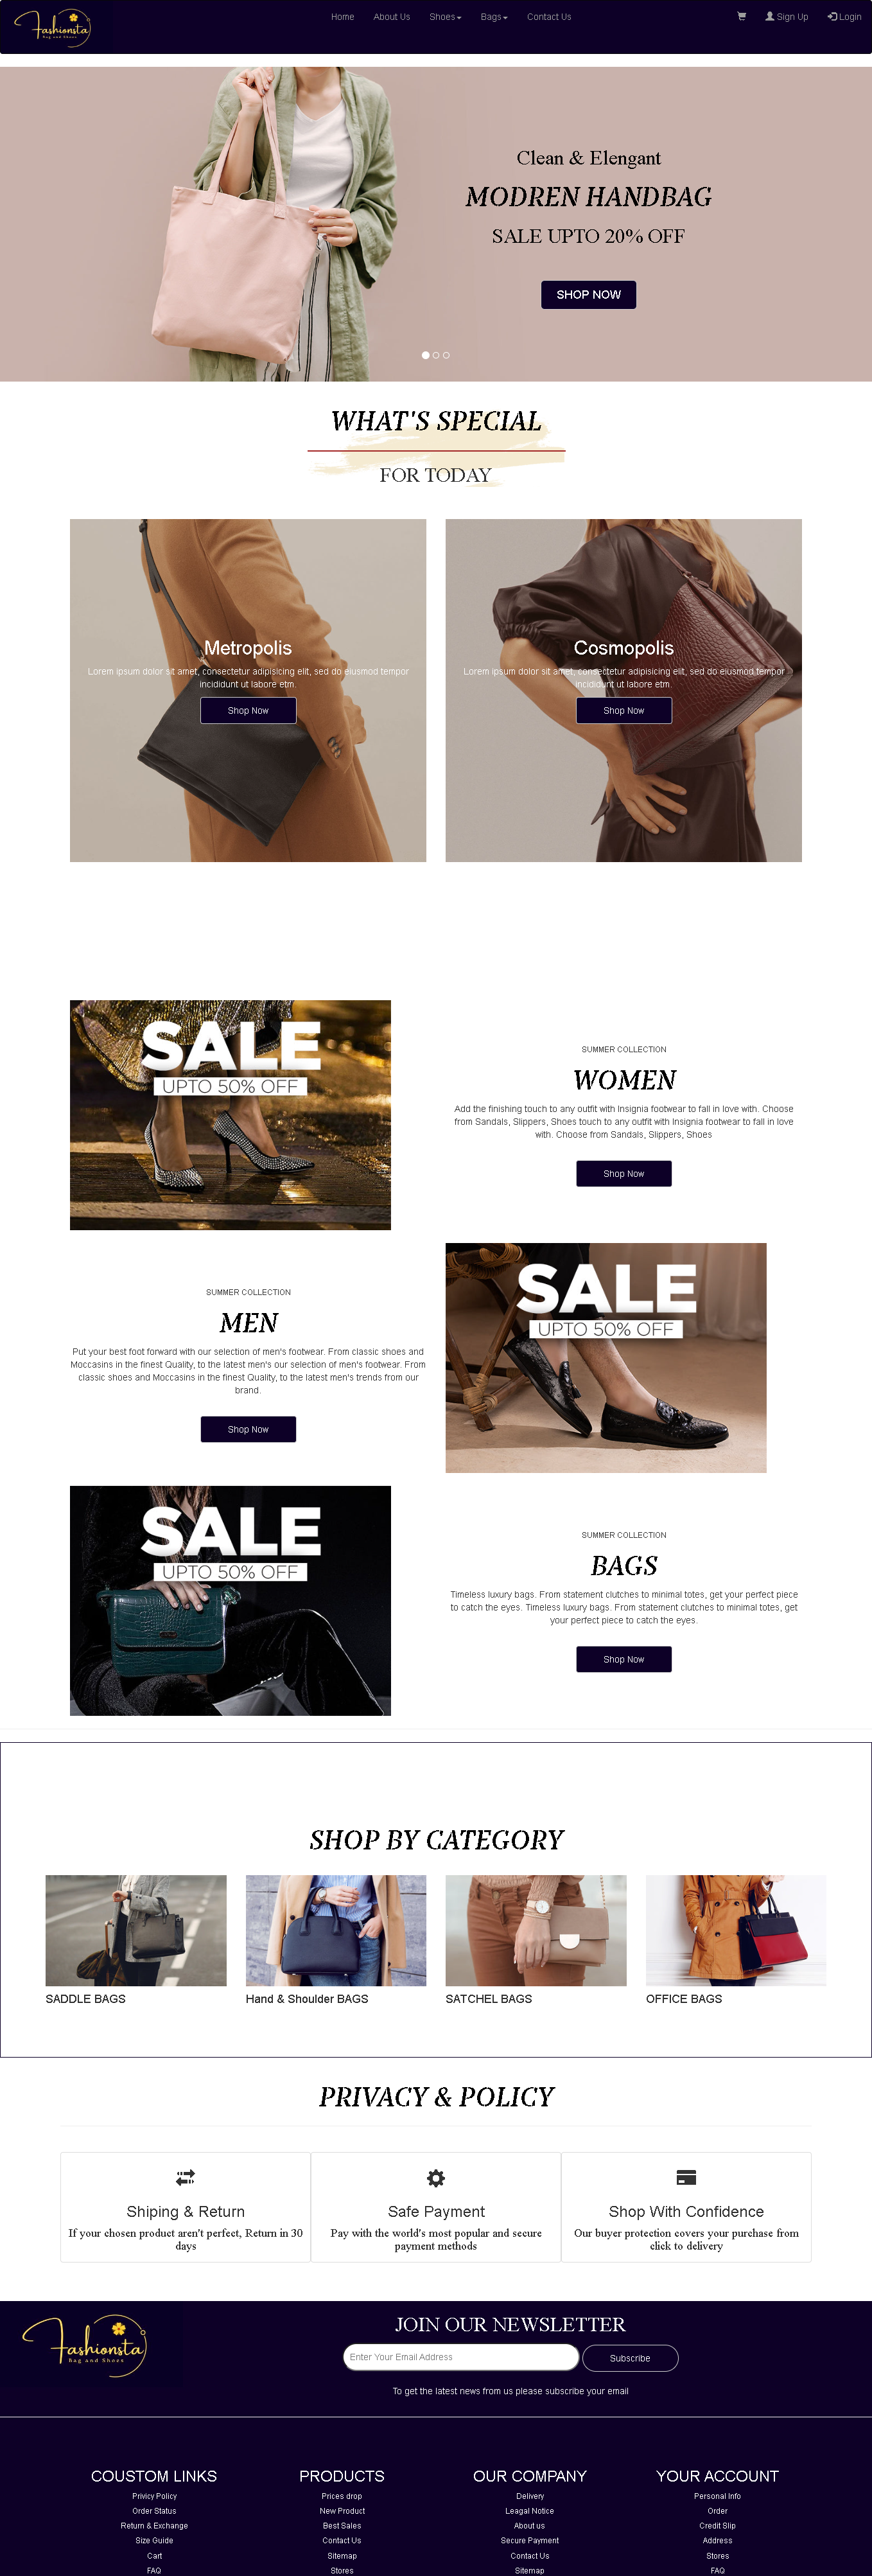 Fashionsta
Bag and Shoes
Home About Us Shoes Bags Contact Us Sign Up Login
Clean & Elengant
MODREN HANDBAG
SALE UPTO 20% OFF
SHOP NOW
WHAT'S SPECIAL
FOR TODAY
Metropolis
Lorem ipsum dolor sit amet, consectetur adipisicing elit, sed do eiusmod tempor
incididunt ut labore etm.
Shop Now
Cosmopolis
Lorem ipsum dolor sit amet, consectetur adipisicing elit, sed do eiusmod tempor
incididunt ut labore etm.
Shop Now
SALE
UPTO 50% OFF
SUMMER COLLECTION
WOMEN
Add the finishing touch to any outfit with Insignia footwear to fall in love with. Choose
from Sandals, Slippers, Shoes touch to any outfit with Insignia footwear to fall in love
with. Choose from Sandals, Slippers, Shoes
Shop Now
SUMMER COLLECTION
MEN
Put your best foot forward with our selection of men's footwear. From classic shoes and
Moccasins in the finest Quality, to the latest men's our selection of men's footwear. From
classic shoes and Moccasins in the finest Quality, to the latest men's trends from our
brand.
Shop Now
SALE
UPTO 50% OFF
SALE
UPTO 50% OFF
SUMMER COLLECTION
BAGS
Timeless luxury bags. From statement clutches to minimal totes, get your perfect piece
to catch the eyes. Timeless luxury bags. From statement clutches to minimal totes, get
your perfect piece to catch the eyes.
Shop Now
SHOP BY CATEGORY
SADDLE BAGS
Hand & Shoulder BAGS
SATCHEL BAGS
OFFICE BAGS
PRIVACY & POLICY
Shiping & Return
If your chosen product aren't perfect, Return in 30
days
Safe Payment
Pay with the world's most popular and secure
payment methods
Shop With Confidence
Our buyer protection covers your purchase from
click to delivery
Fashionsta
Bag and Shoes
JOIN OUR NEWSLETTER
Enter Your Email Address
Subscribe
To get the latest news from us please subscribe your email
COUSTOM LINKS
Privicy Policy
Order Status
Return & Exchange
Size Guide
Cart
FAQ
PRODUCTS
Prices drop
New Product
Best Sales
Contact Us
Sitemap
Stores
OUR COMPANY
Delivery
Leagal Notice
About us
Secure Payment
Contact Us
Sitemap
YOUR ACCOUNT
Personal Info
Order
Credit Slip
Address
Stores
FAQ